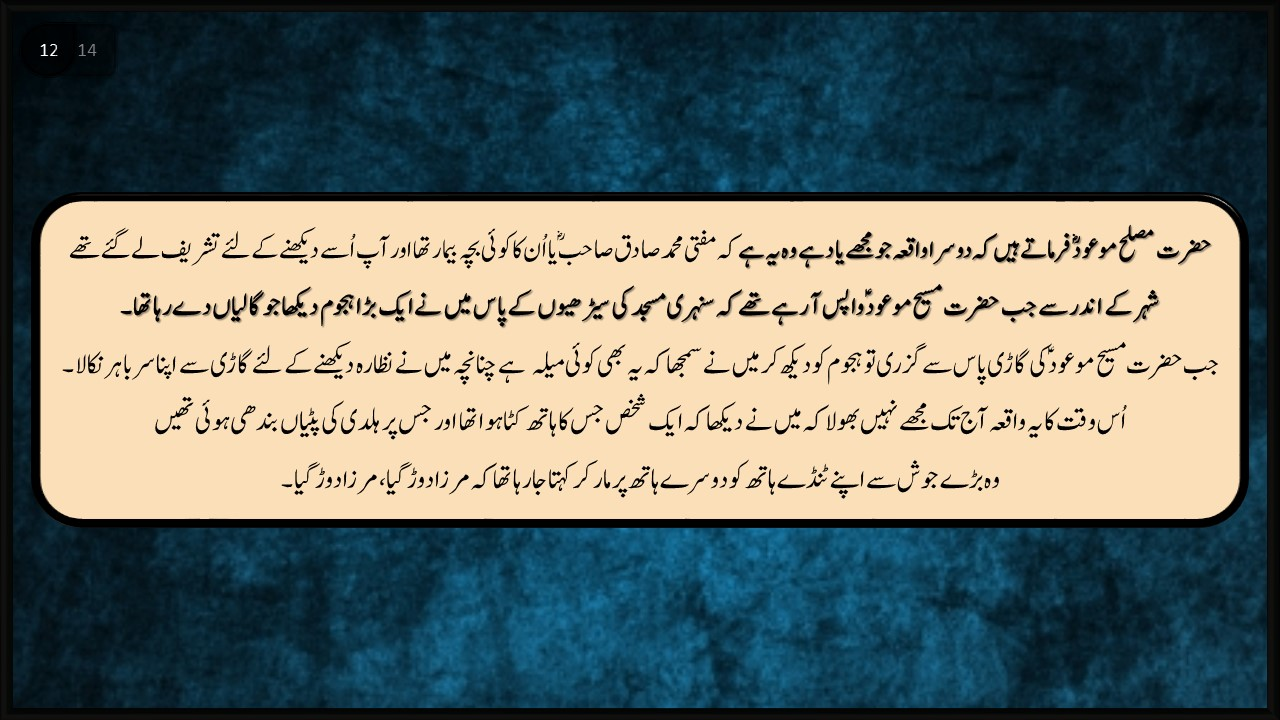 12 14
حضرت مصلح موعودؓ فرماتے ہیں کہ دوسرا واقعہ جو مجھے یاد ہے وہ یہ ہے کہ مفتی محمد صادق صاحبؓ یا اُن کا کوئی بچہ بیمار تھا اور آپ اُسے دیکھنے کے لئے تشریف لے گئے تھے
شہر کے اندر سے جب حضرت مسیح موعودؑ واپس آ رہے تھے کہ سنہری مسجد کی سیڑھیوں کے پاس میں نے ایک بڑا ہجوم دیکھا جو گالیاں دے رہا تھا۔
جب حضرت مسیح موعودؑ کی گاڑی پاس سے گزری تو ہجوم کو دیکھ کر میں نے سمجھا کہ یہ بھی کوئی میلہ ہے چنانچہ میں نے نظارہ دیکھنے کے لئے گاڑی سے اپنا سر باہر نکالا۔
اُس وقت کا یہ واقعہ آج تک مجھے نہیں بھولا کہ میں نے دیکھا کہ ایک شخص جس کا ہاتھ کٹا ہوا تھا اور جس پر ہلدی کی پٹیاں بندھی ہوئی تھیں
وہ بڑے جوش سے اپنے ٹنڈے ہاتھ کو دوسرے ہاتھ پر مار کر کہتا جا رہا تھا کہ مرزا دوڑ گیا، مرزا دوڑ گیا۔